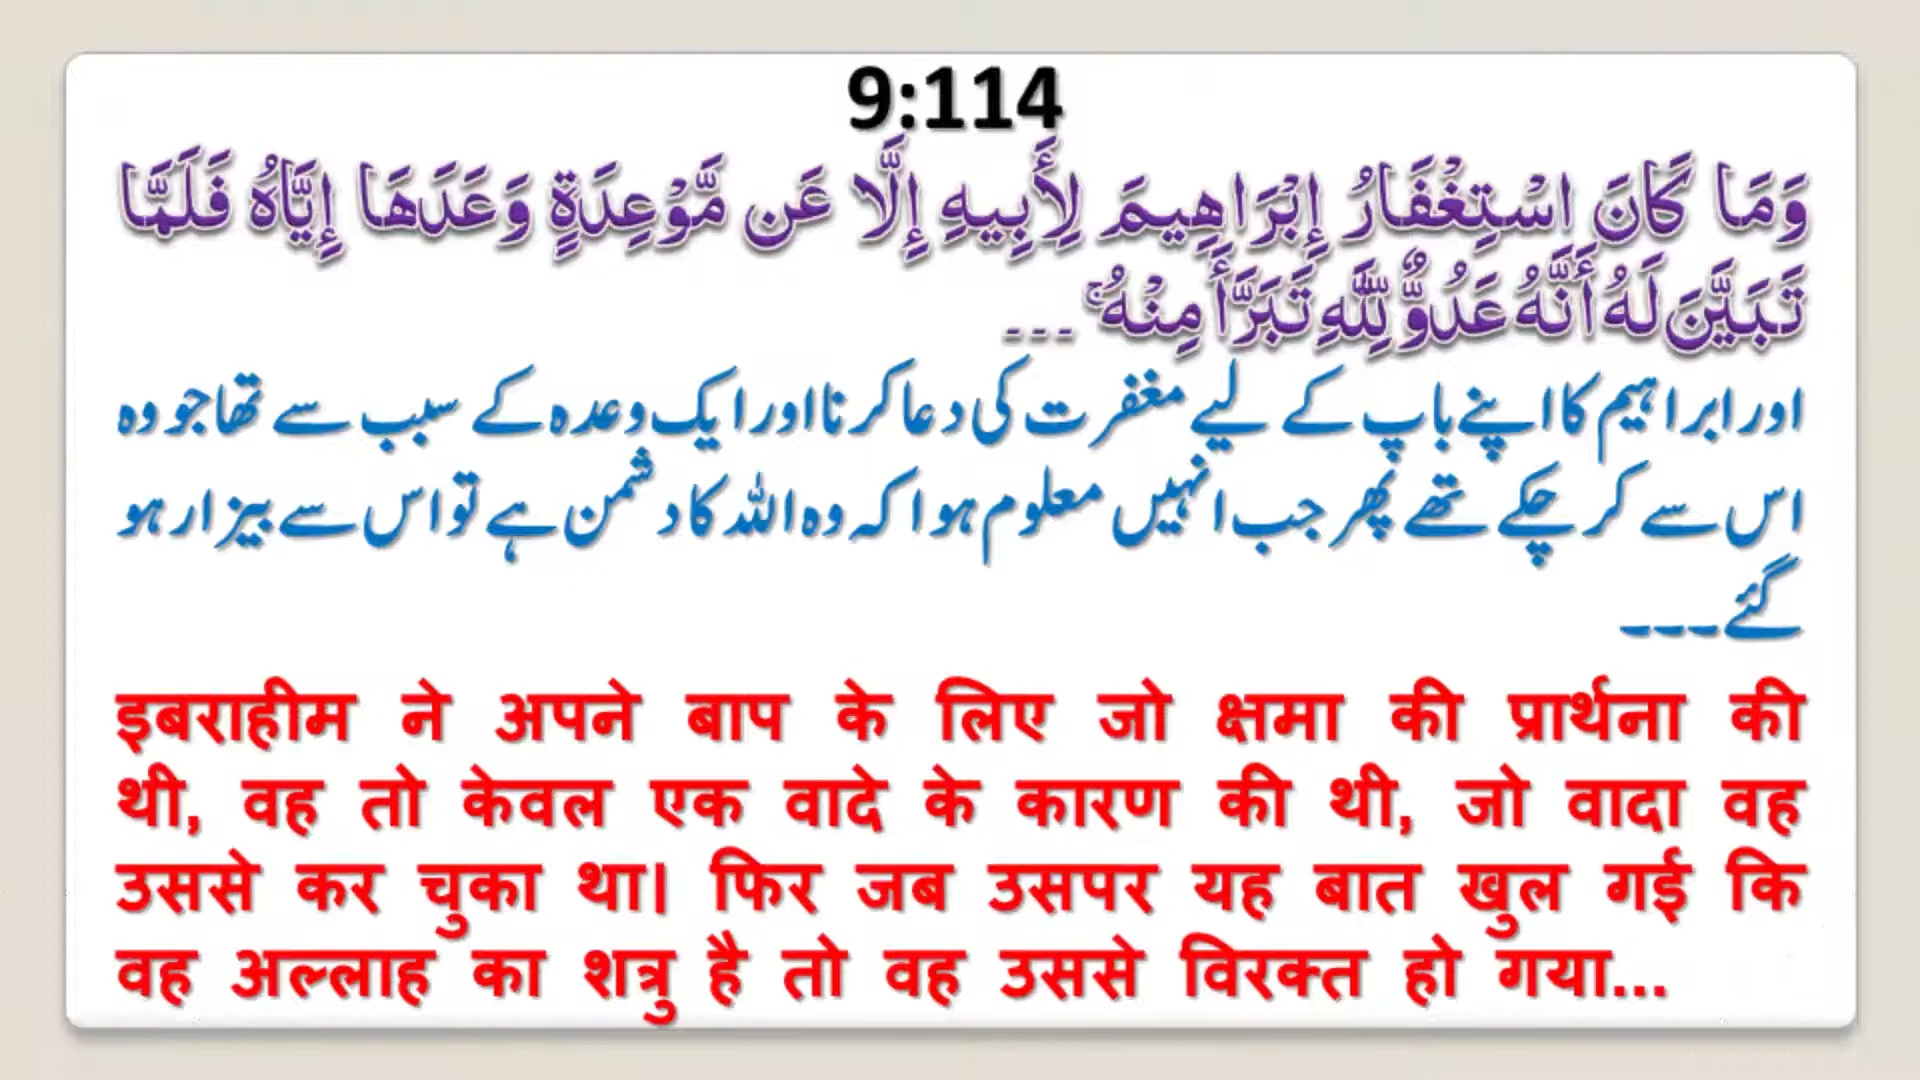 9:114
وَمَا كَانَ اسْتِغْفَارُ إِبْرَاهِيمَ لِأَبِيهِ إِلَّا عَن مَّوْعِدَةٍ وَعَدَهَا إِيَّاهُ فَلَمَّا
تَبَيَّنَ لَهُ أَنَّهُ عَدُوٌّ لِّلَّهِ تَبَرَّأَ مِنْهُ ۚ ---
اور ابراہیم کا اپنے باپ کے لیے مغفرت کی دعا کرنا اور ایک وعدہ کے سبب سے تھا جو وہ
اس سے کر چکے تھے پھر جب انہیں معلوم ہوا کہ وہ اللہ کا دشمن ہے تو اس سے بیزار ہو
گئے۔۔۔
इबराहीम ने अपने बाप के लिए जो क्षमा की प्रार्थना की
थी, वह तो केवल एक वादे के कारण की थी, जो वादा वह
उससे कर चुका था। फिर जब उसपर यह बात खुल गई कि
वह अल्लाह का शत्रु है तो वह उससे विरक्त हो गया...